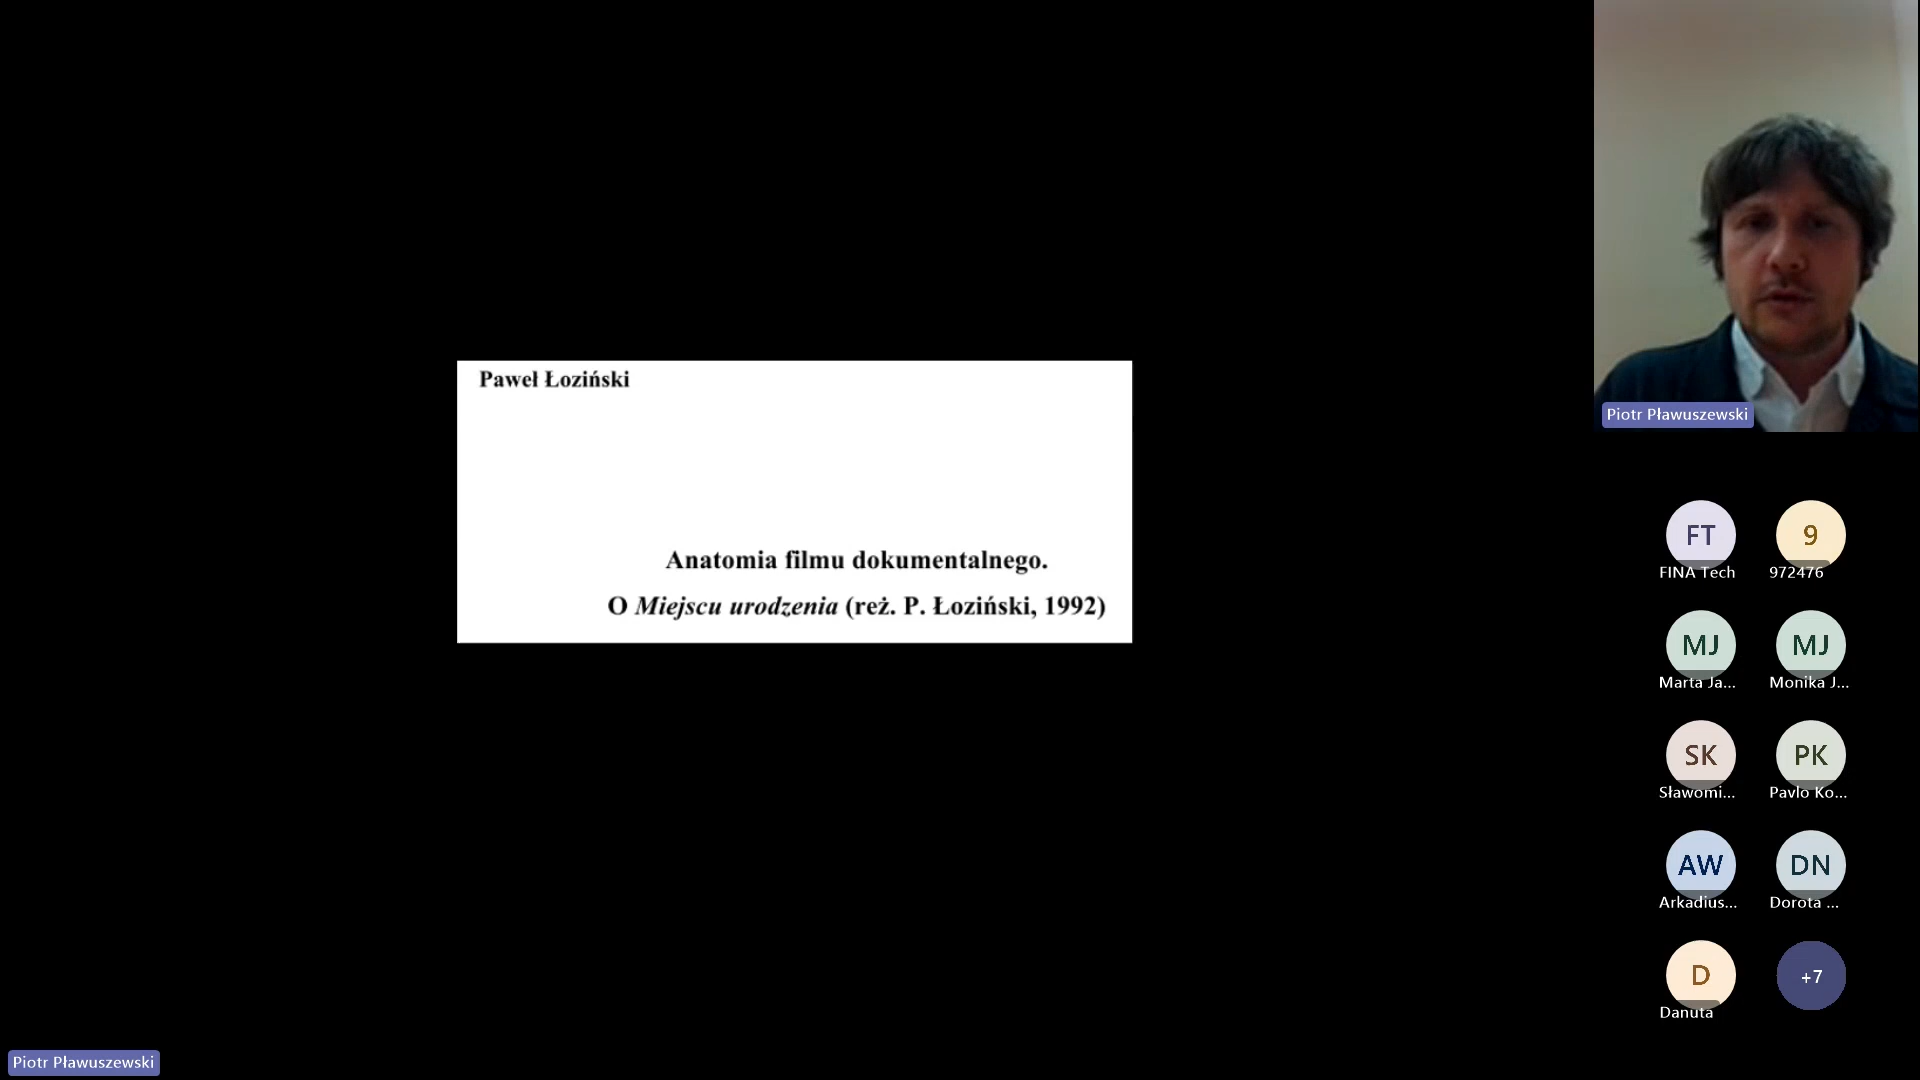 Paweł Łoziński
Anatomia filmu dokumentalnego.
O Miejscu urodzenia (reż. P. Łoziński, 1992)
Piotr Pławuszewski
FT
FINA Tech
9
972476
MJ
Marta Ja...
MJ
Monika J...
SK
Sławomi...
PK
Pavlo Ko...
AW
Arkadius...
DN
Dorota ...
D
Danuta
+7
Piotr Pławuszewski